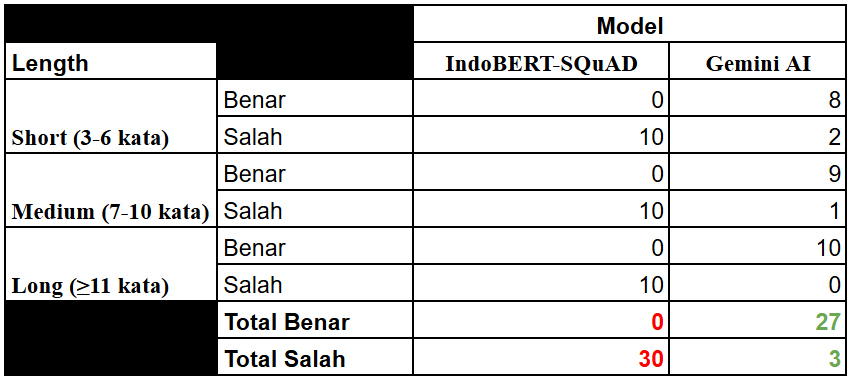 Model
Length IndoBERT-SQuAD Gemini AI
Benar 0 8
Short (3-6 kata) Salah 10 2
Benar 0 9
Medium (7-10 kata) Salah 10 1
Benar 0 10
Long (≥11 kata) Salah 10 0
Total Benar 0 27
Total Salah 30 3